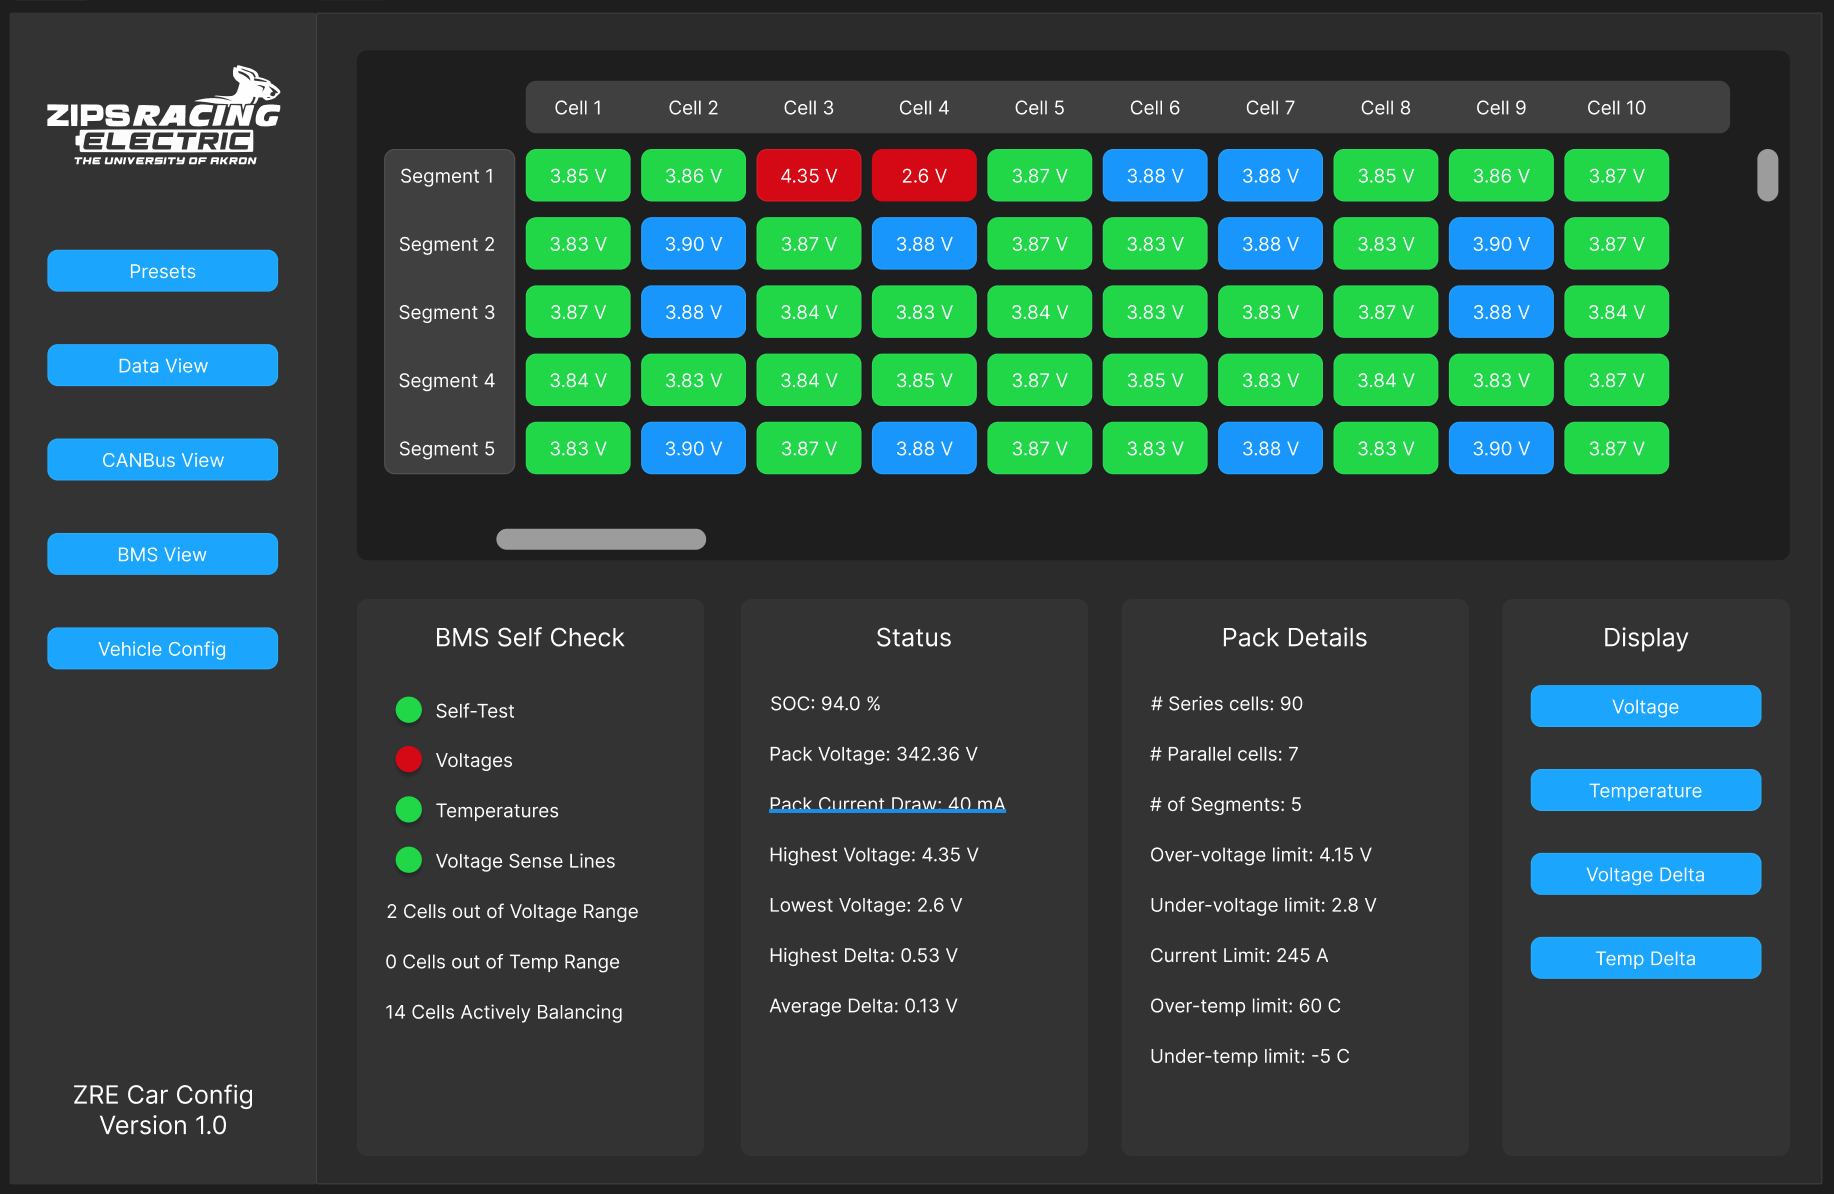 ZIPSRACING
ELECTRIC
THE UNIVERSITY OF AKRON
Presets
Data View
CANBus View
BMS View
Vehicle Config
ZRE Car Config
Version 1.0
Cell 1 Cell 2 Cell 3 Cell 4 Cell 5 Cell 6 Cell 7 Cell 8 Cell 9 Cell 10
Segment 1 3.85 V 3.86 V 4.35 V 2.6 V 3.87 V 3.88 V 3.88 V 3.85 V 3.86 V 3.87 V
Segment 2 3.83 V 3.90 V 3.87 V 3.88 V 3.87 V 3.83 V 3.88 V 3.83 V 3.90 V 3.87 V
Segment 3 3.87 V 3.88 V 3.84 V 3.83 V 3.84 V 3.83 V 3.83 V 3.87 V 3.88 V 3.84 V
Segment 4 3.84 V 3.83 V 3.84 V 3.85 V 3.87 V 3.85 V 3.83 V 3.84 V 3.83 V 3.87 V
Segment 5 3.83 V 3.90 V 3.87 V 3.88 V 3.87 V 3.83 V 3.88 V 3.83 V 3.90 V 3.87 V
BMS Self Check
Self-Test
Voltages
Temperatures
Voltage Sense Lines
2 Cells out of Voltage Range
0 Cells out of Temp Range
14 Cells Actively Balancing
Status
SOC: 94.0 %
Pack Voltage: 342.36 V
Pack Current Draw: 40 mA
Highest Voltage: 4.35 V
Lowest Voltage: 2.6 V
Highest Delta: 0.53 V
Average Delta: 0.13 V
Pack Details
# Series cells: 90
# Parallel cells: 7
# of Segments: 5
Over-voltage limit: 4.15 V
Under-voltage limit: 2.8 V
Current Limit: 245 A
Over-temp limit: 60 C
Under-temp limit: -5 C
Display
Voltage
Temperature
Voltage Delta
Temp Delta